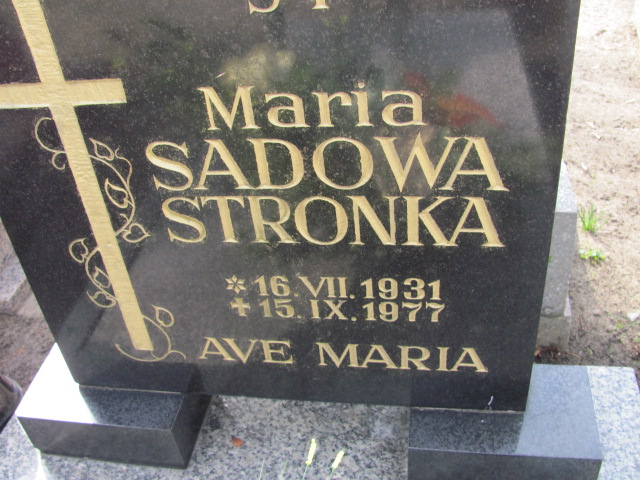 Maria
SADOWA
STRONKA
* 16.VII.1931
✝ 15.IX.1977
AVE MARIA